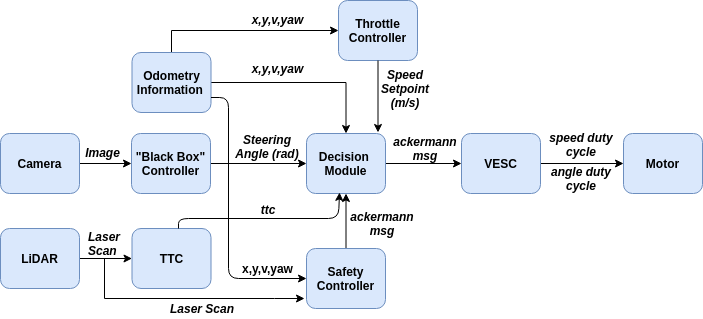 x,y,v,yaw
Throttle
Controller
Odometry
Information
x,y,v,yaw
Speed
Setpoint
(m/s)
Camera
Image
"Black Box"
Controller
Steering
Angle (rad)
Decision
Module
ackermann
msg
VESC
speed duty
cycle
angle duty
cycle
Motor
LiDAR
Laser
Scan
TTC
ttc
ackermann
msg
x,y,v,yaw
Safety
Controller
Laser Scan